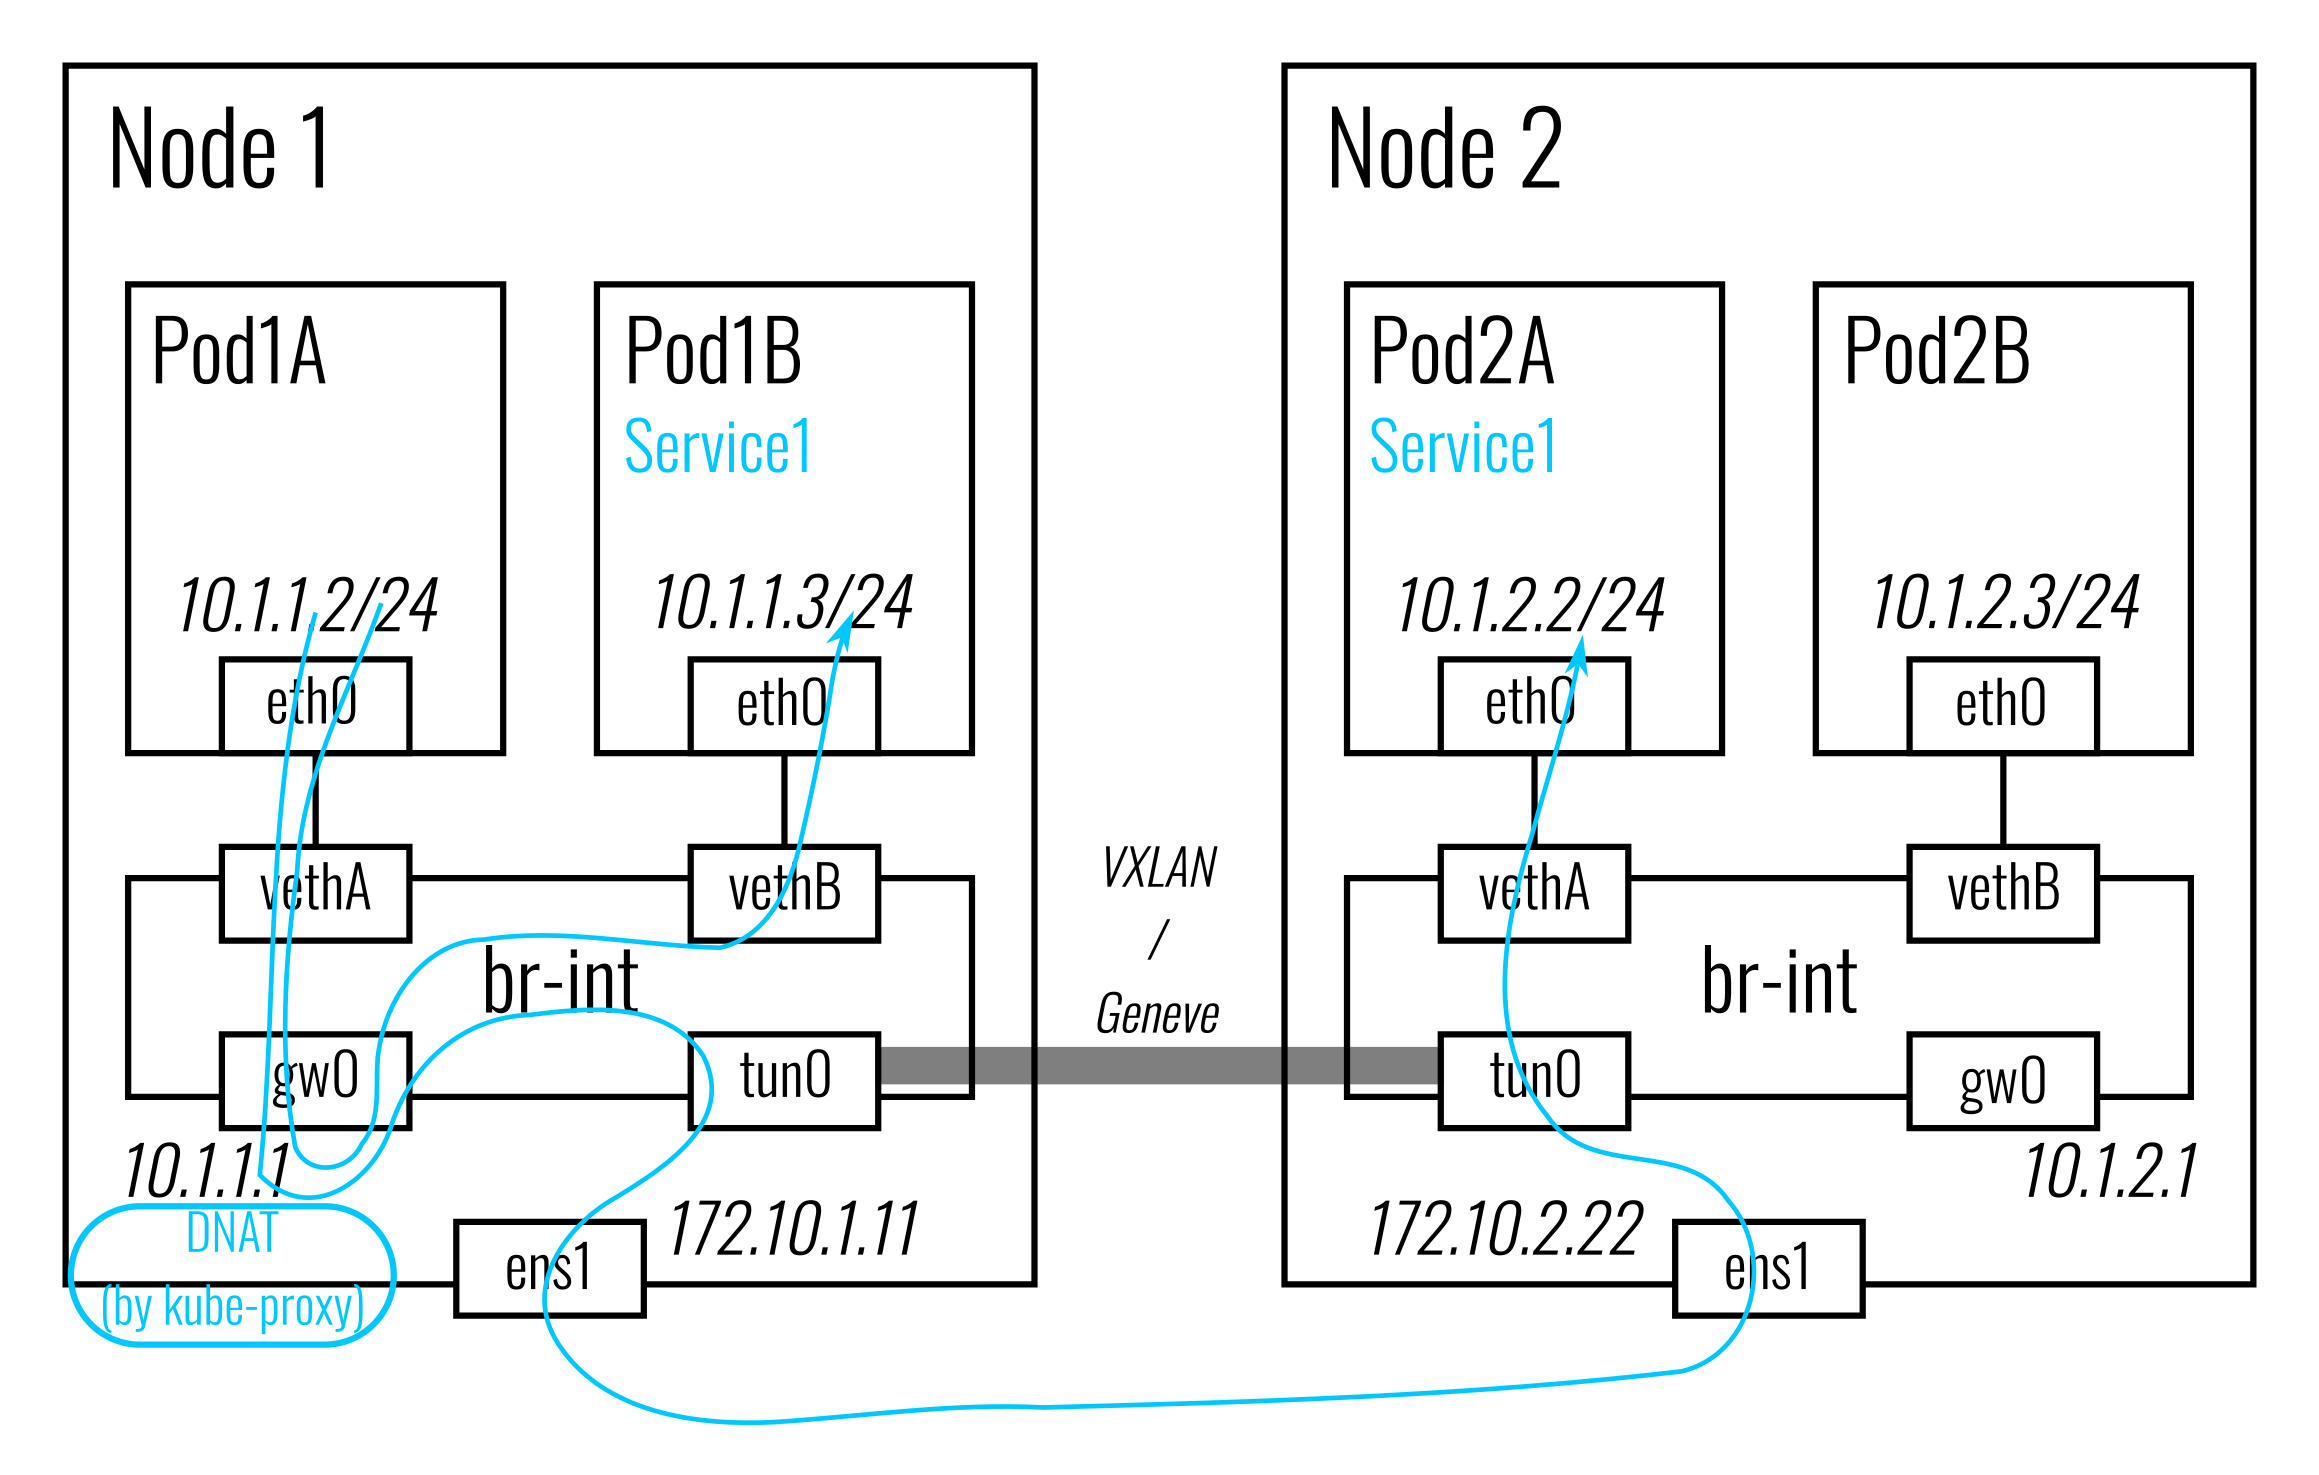 Node 1
Pod1A
10.1.1.2/24
eth0
Pod1B
Service1
10.1.1.3/24
eth0
vethA
vethB
br-int
gw0
tun0
10.1.1.1
DNAT
(by kube-proxy)
172.10.1.11
ens1
VXLAN
/
Geneve
Node 2
Pod2A
Service1
10.1.2.2/24
eth0
Pod2B
10.1.2.3/24
eth0
vethA
vethB
br-int
tun0
gw0
10.1.2.1
172.10.2.22
ens1